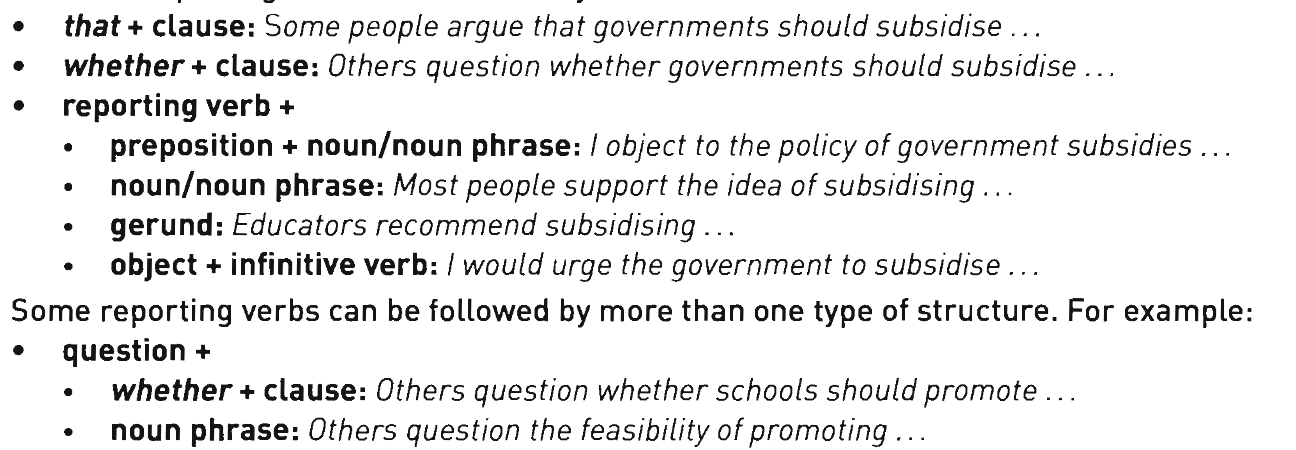 • that + clause: Some people argue that governments should subsidise ...
• whether + clause: Others question whether governments should subsidise ...
• reporting verb +
• preposition + noun/noun phrase: I object to the policy of government subsidies ...
• noun/noun phrase: Most people support the idea of subsidising ...
• gerund: Educators recommend subsidising ...
• object + infinitive verb: I would urge the government to subsidise ...
Some reporting verbs can be followed by more than one type of structure. For example:
• question +
• whether + clause: Others question whether schools should promote ...
• noun phrase: Others question the feasibility of promoting ...